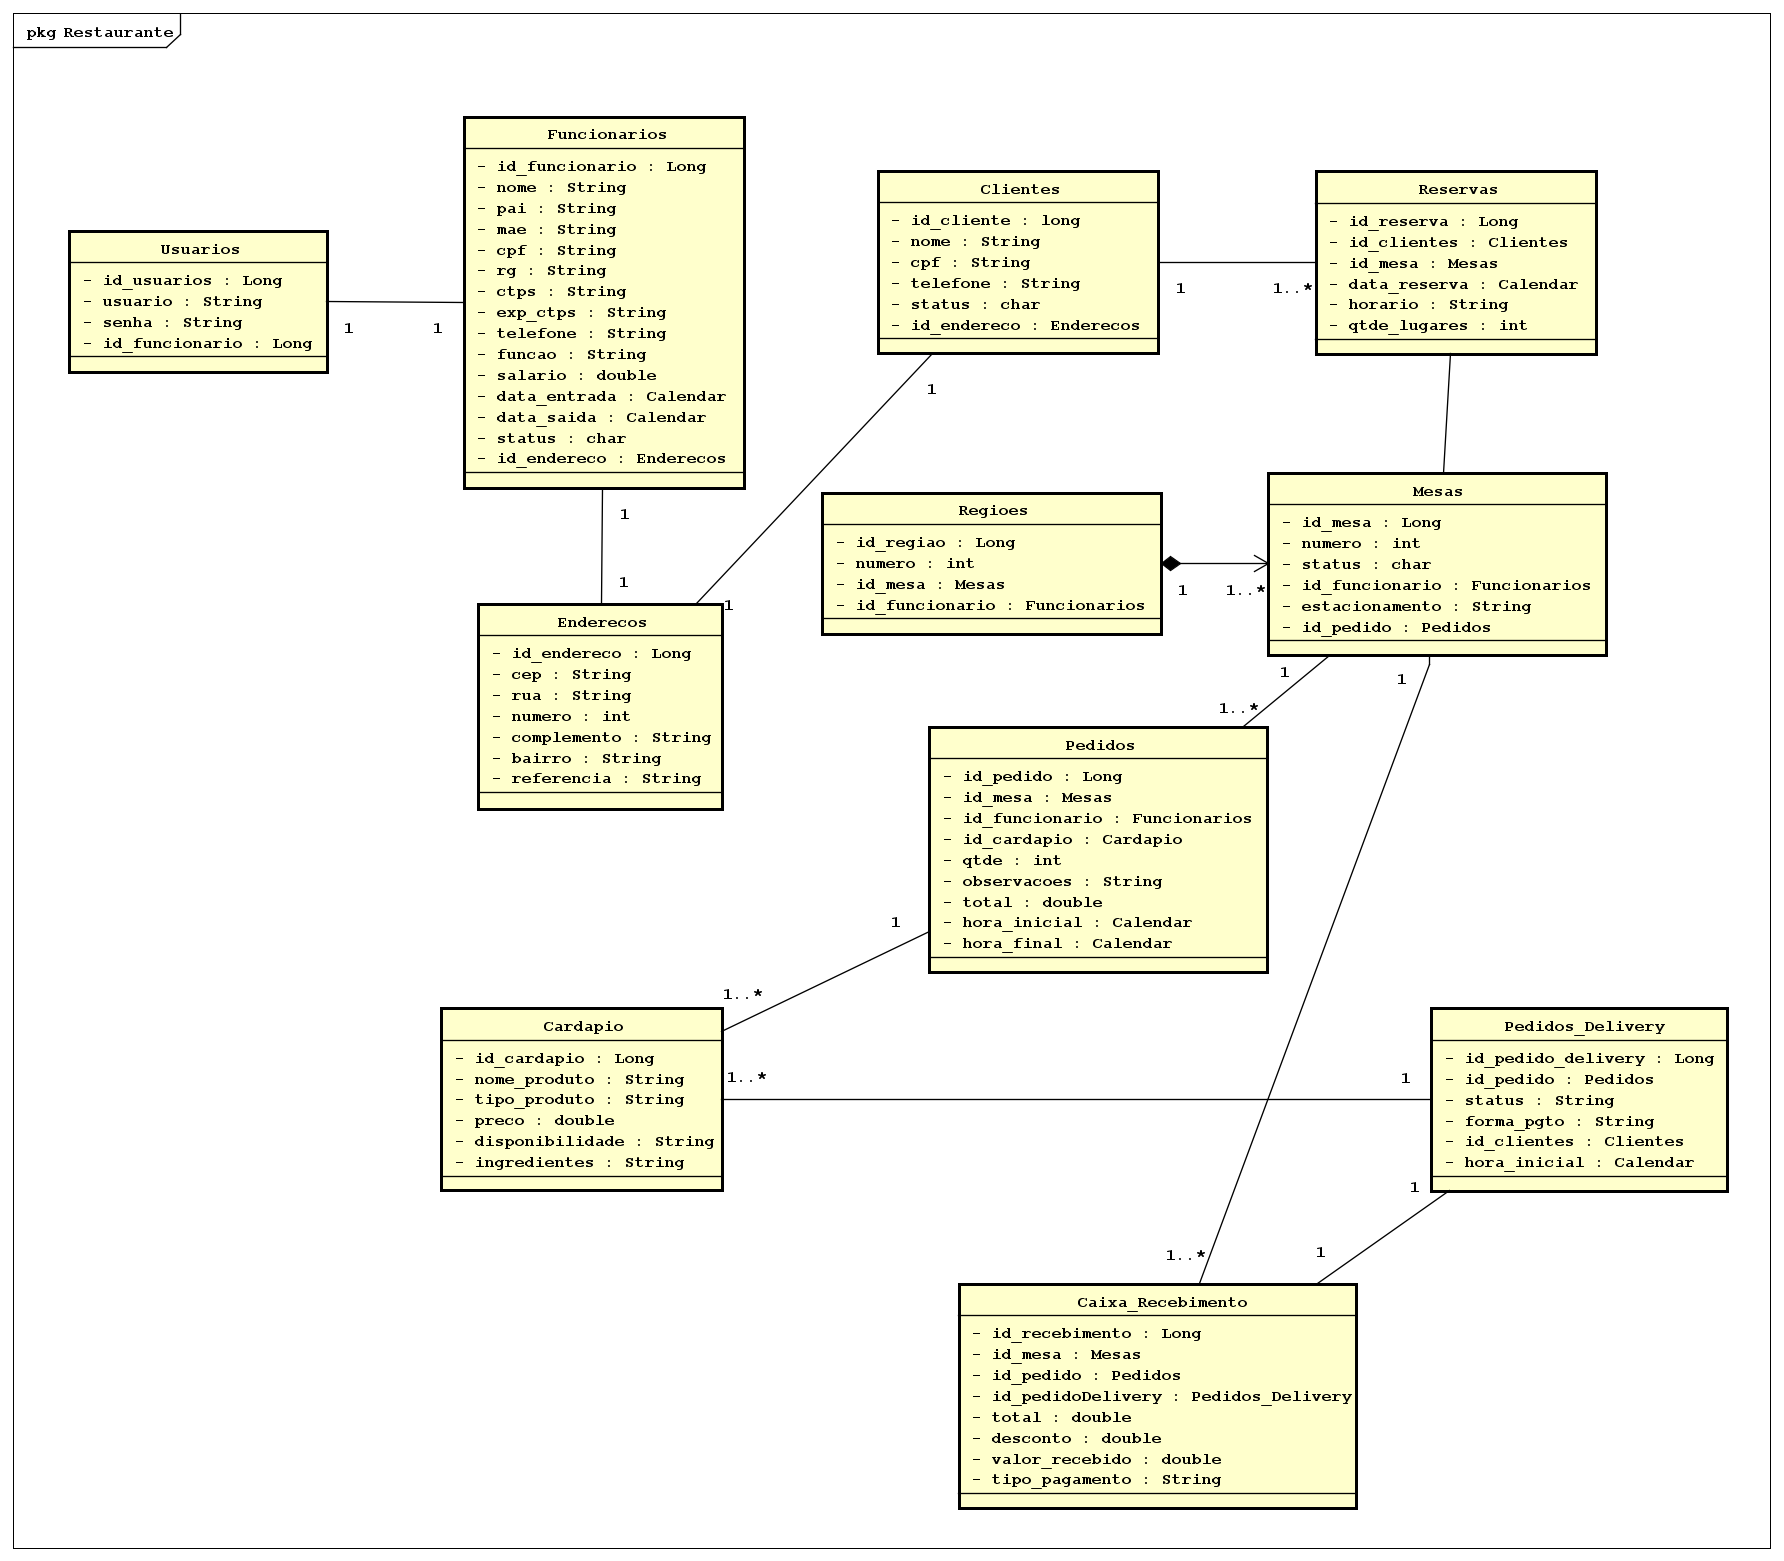 pkg Restaurante
Funcionarios
- id_funcionario : Long
- nome : String
- pai : String
- mae : String
- cpf : String
- rg : String
- ctps : String
- exp_ctps : String
- telefone : String
- funcao : String
- salario : double
- data_entrada : Calendar
- data_saida : Calendar
- status : char
- id_endereco : Enderecos
Clientes
- id_cliente : long
- nome : String
- cpf : String
- telefone : String
- status : char
- id_endereco : Enderecos
Reservas
- id_reserva : Long
- id_clientes : Clientes
- id_mesa : Mesas
- data_reserva : Calendar
- horario : String
- qtde_lugares : int
Usuarios
- id_usuarios : Long
- usuario : String
- senha : String
- id_funcionario : Long
1
1
1
1..*
1
1
1
1
Regioes
- id_regiao : Long
- numero : int
- id_mesa : Mesas
- id_funcionario : Funcionarios
1
1..*
Mesas
- id_mesa : Long
- numero : int
- status : char
- id_funcionario : Funcionarios
- estacionamento : String
- id_pedido : Pedidos
Enderecos
- id_endereco : Long
- cep : String
- rua : String
- numero : int
- complemento : String
- bairro : String
- referencia : String
1
1
1..*
Pedidos
- id_pedido : Long
- id_mesa : Mesas
- id_funcionario : Funcionarios
- id_cardapio : Cardapio
- qtde : int
- observacoes : String
- total : double
- hora_inicial : Calendar
- hora_final : Calendar
1
1..*
Cardapio
- id_cardapio : Long
- nome_produto : String
- tipo_produto : String
- preco : double
- disponibilidade : String
- ingredientes : String
1..*
1
Pedidos_Delivery
- id_pedido_delivery : Long
- id_pedido : Pedidos
- status : String
- forma_pgto : String
- id_clientes : Clientes
- hora_inicial : Calendar
1
1..*
1
Caixa_Recebimento
- id_recebimento : Long
- id_mesa : Mesas
- id_pedido : Pedidos
- id_pedidoDelivery : Pedidos_Delivery
- total : double
- desconto : double
- valor_recebido : double
- tipo_pagamento : String